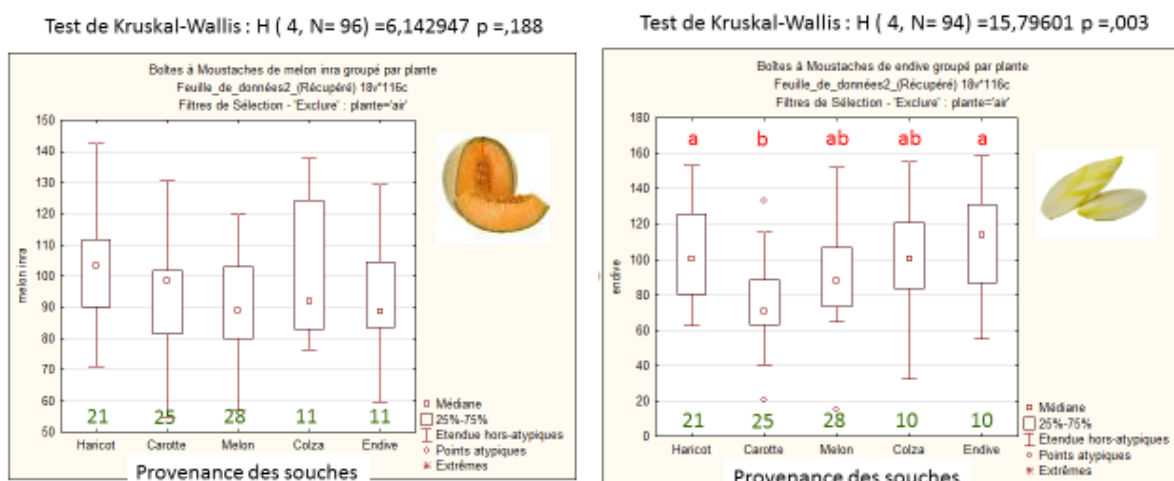 Test de Kruskal-Wallis : H ( 4, N= 96) =6,142947 p =,188
Boîtes à Moustaches de melon inra groupé par plante
Feuille_de_données2_(Récupéré) 18v*116c
Filtres de Sélection - 'Exclure' : plante='air'
150
140
130
120
110
100
90
80
70
60
50
melon inra
21 25 28 11 11
Haricot Carotte Melon Colza Endive
Provenance des souches
Médiane
25%-75%
Etendue hors-atypiques
Points atypiques
Extrêmes
Test de Kruskal-Wallis : H ( 4, N= 94) =15,79601 p =,003
Boîtes à Moustaches de endive groupé par plante
Feuille_de_données2_(Récupéré) 18v*116c
Filtres de Sélection - 'Exclure' : plante='air'
180
160
140
120
100
80
60
40
20
0
endive
a b ab ab a
21 25 28 10 10
Haricot Carotte Melon Colza Endive
Provenance des souches
Médiane
25%-75%
Etendue hors-atypiques
Points atypiques
Extrêmes